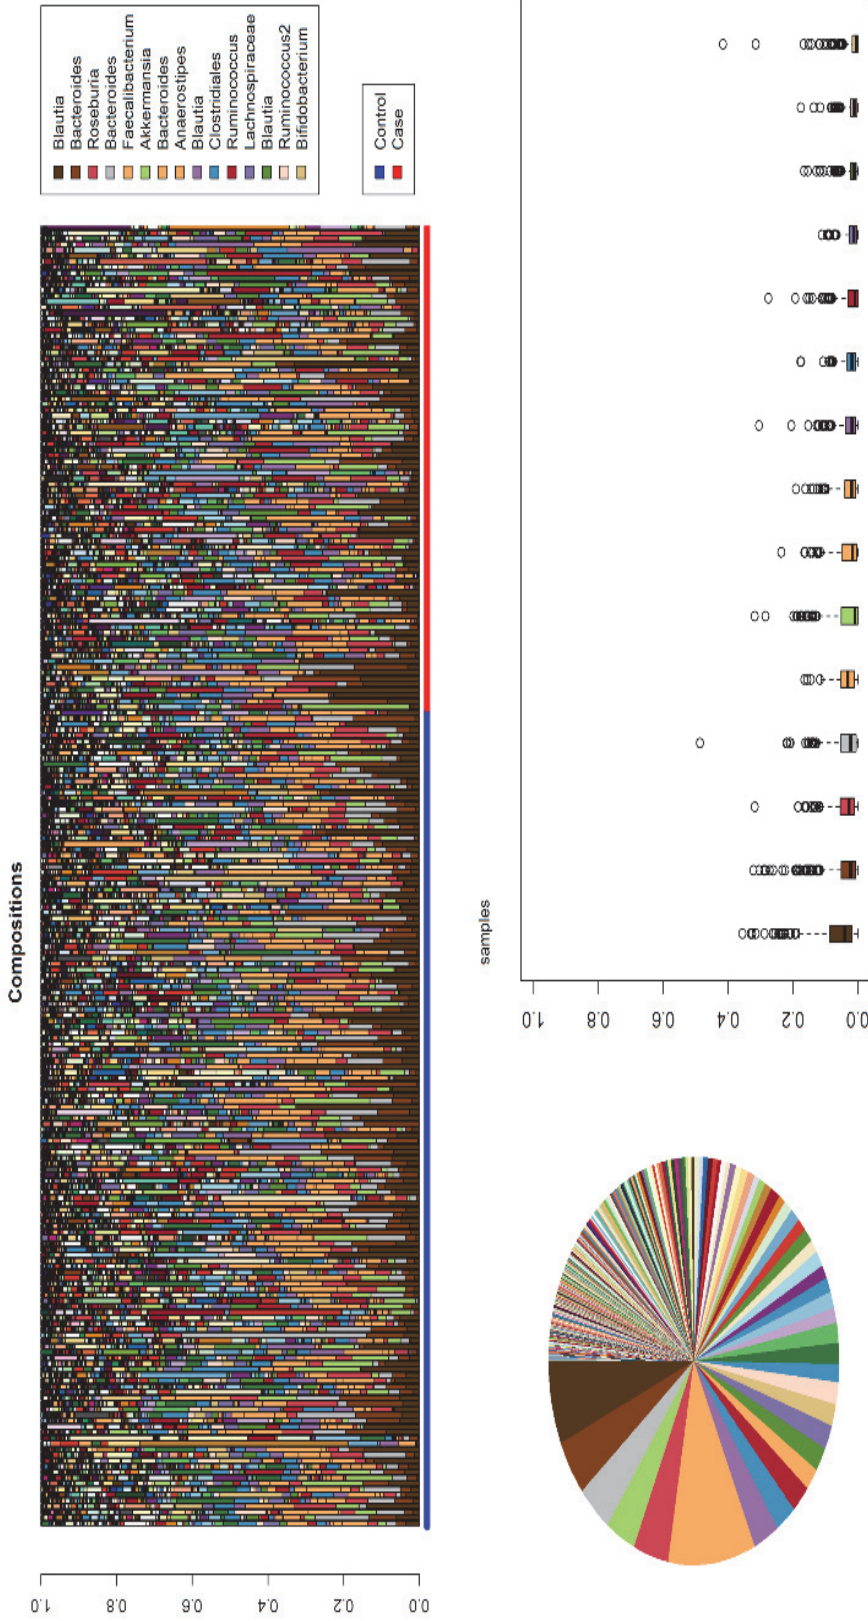 Compositions
1.0
0.8
0.6
0.4
0.2
0.0
Blautia
Bacteroides
Roseburia
Bacteroides
Faecalibacterium
Akkermansia
Bacteroides
Anaerostipes
Blautia
Clostridiales
Ruminococcus
Lachnospiraceae
Blautia
Ruminococcus2
Bifidobacterium
Control
Case
samples
1.0
0.8
0.6
0.4
0.2
0.0